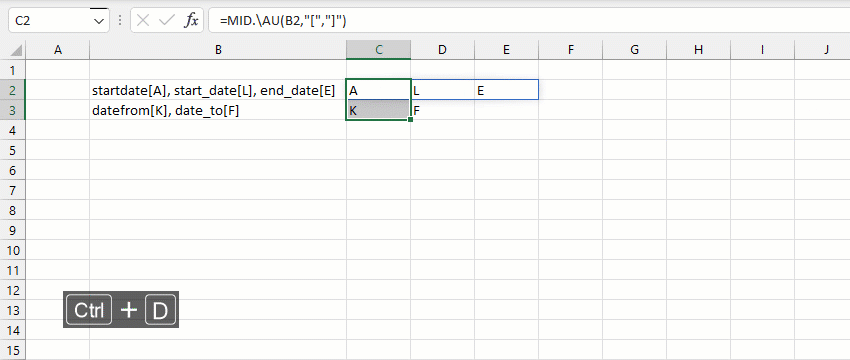 C2 fx =MID.\AU(B2,"[","]")
A B C D E F G H I J
1
2 startdate[A], start_date[L], end_date[E] A L E
3 datefrom[K], date_to[F] K F
4
5
6
7
8
9
10
11
12
13 Ctrl + D
14
15